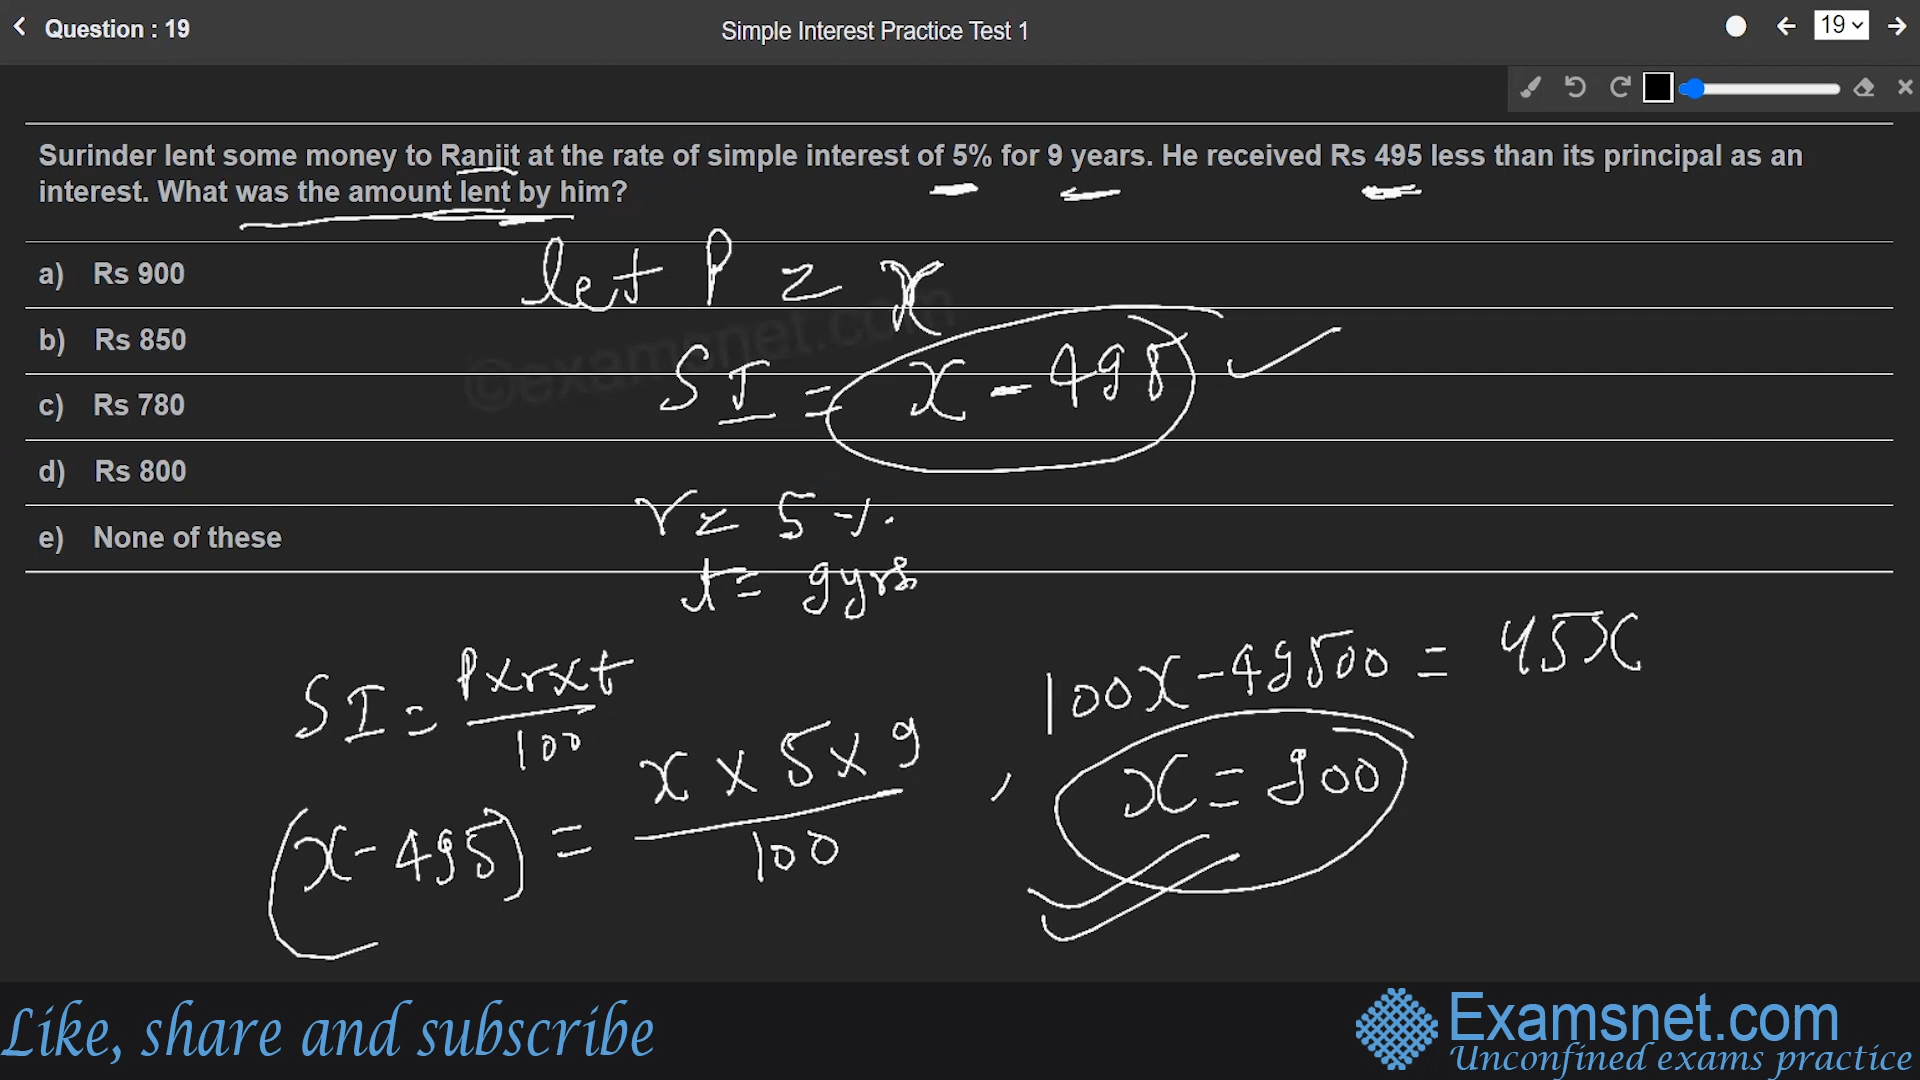 Question : 19
Simple Interest Practice Test 1
19
Surinder lent some money to Ranjit at the rate of simple interest of 5% for 9 years. He received Rs 495 less than its principal as an
interest. What was the amount lent by him?
let P = x
a) Rs 900
b) Rs 850
©examsnet.com
SI = x - 495
c) Rs 780
d) Rs 800
r = 5 %
e) None of these
t = 9yrs
SI = P×r×t
100
100x - 49500 = 45x
(x - 495) = x × 5 × 9
100
, x = 900
Like, share and subscribe
Examsnet.com
Unconfined exams practice